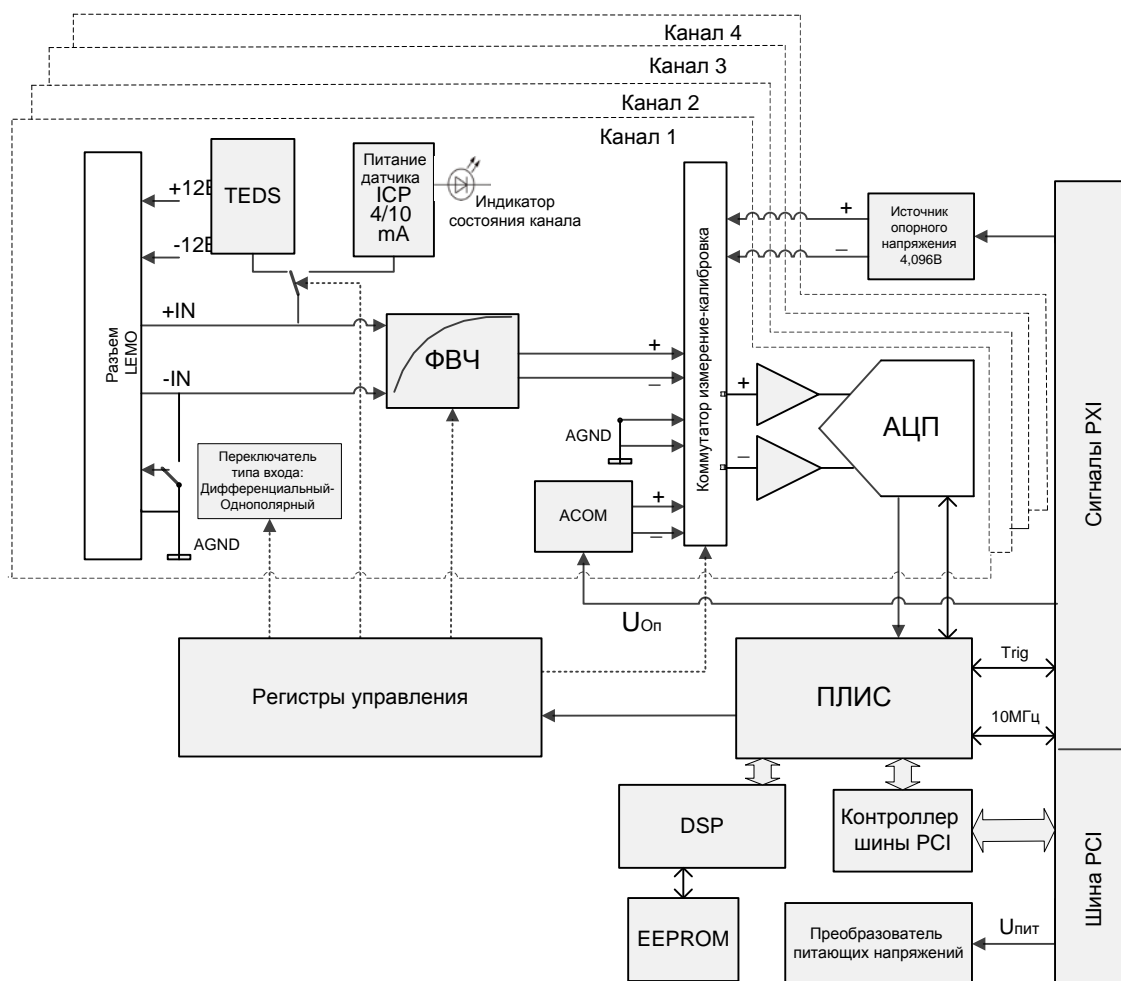 Канал 4
Канал 3
Канал 2
Канал 1
Разъем
LEMO
+12В
-12В
TEDS
Питание
датчика
ICP
4/10
mA
Индикатор
состояния канала
+IN
-IN
ФВЧ
+
–
AGND
Переключатель
типа входа:
Дифференциальный-
Однополярный
AGND
ACOM
+
–
Коммутатор измерение-калибровка
+
–
Источник
опорного
напряжения
4,096В
+
–
АЦП
Сигналы PXI
UОп
Регистры управления
ПЛИС
Trig
10МГц
DSP
Контроллер
шины PCI
EEPROM
Преобразователь
питающих напряжений
Uпит
Шина PCI